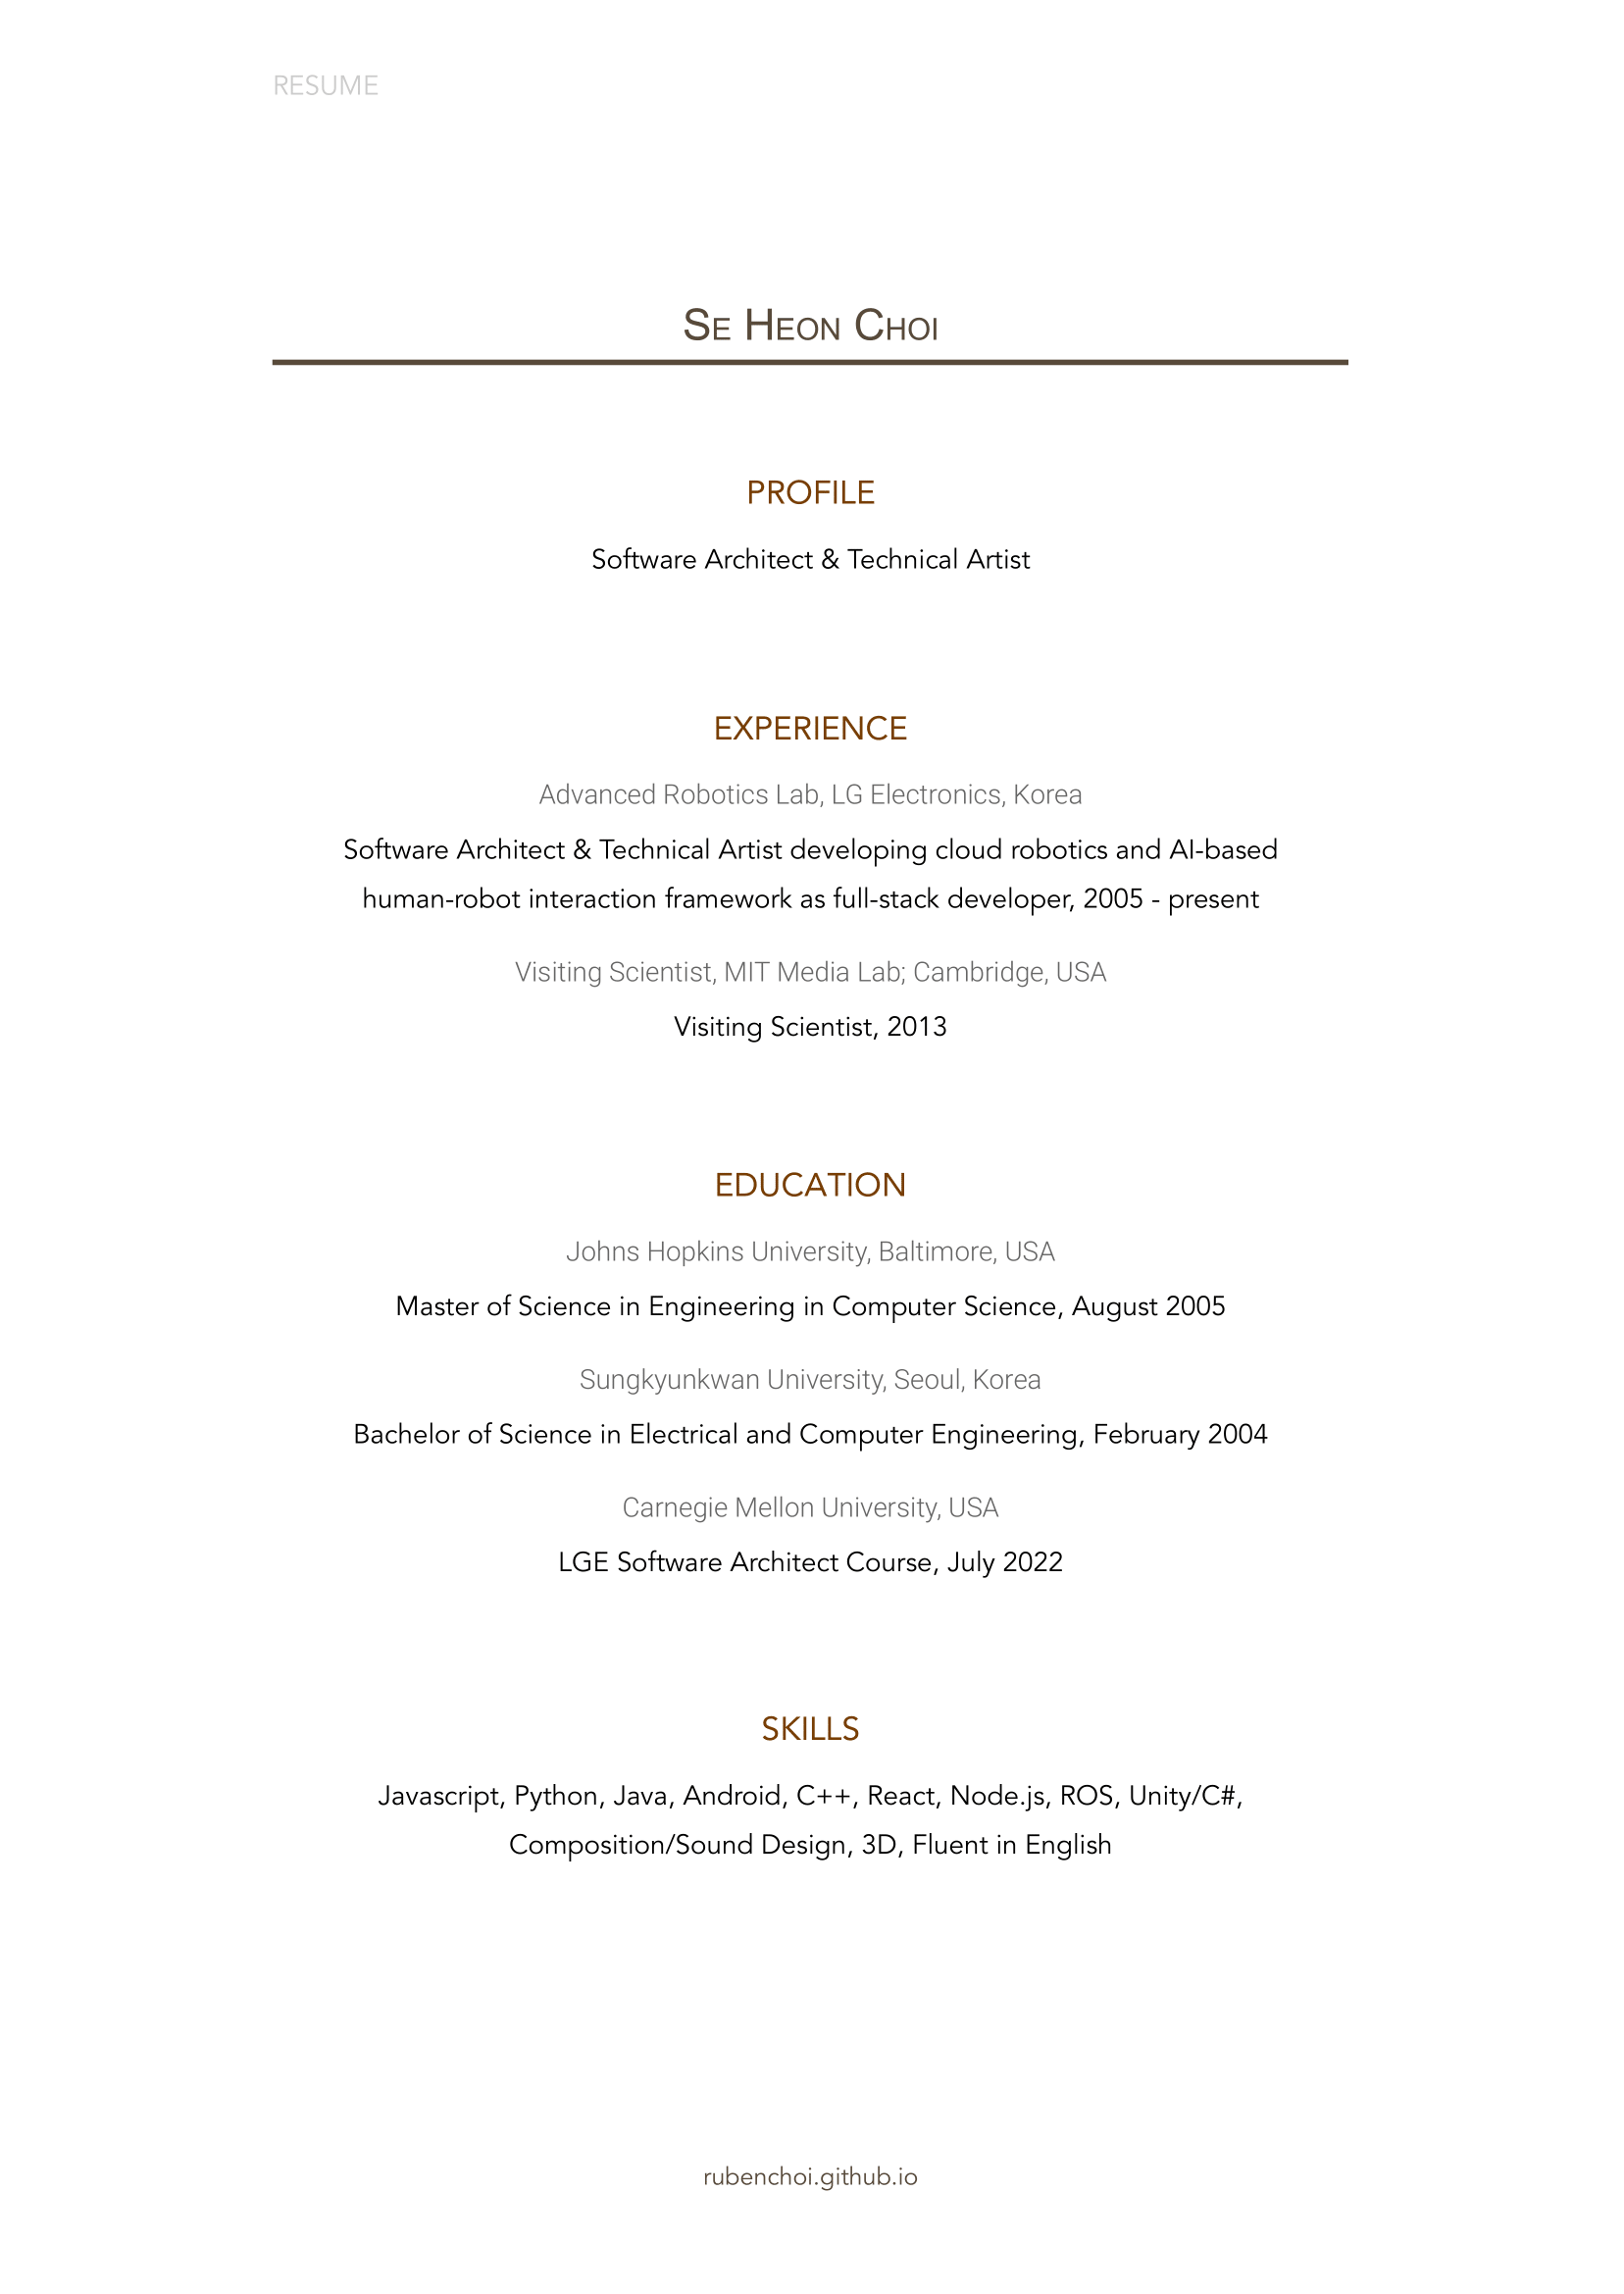 RESUME
Se Heon Choi
PROFILE
Software Architect & Technical Artist
EXPERIENCE
Advanced Robotics Lab, LG Electronics, Korea
Software Architect & Technical Artist developing cloud robotics and AI-based
human-robot interaction framework as full-stack developer, 2005 - present
Visiting Scientist, MIT Media Lab; Cambridge, USA
Visiting Scientist, 2013
EDUCATION
Johns Hopkins University, Baltimore, USA
Master of Science in Engineering in Computer Science, August 2005
Sungkyunkwan University, Seoul, Korea
Bachelor of Science in Electrical and Computer Engineering, February 2004
Carnegie Mellon University, USA
LGE Software Architect Course, July 2022
SKILLS
Javascript, Python, Java, Android, C++, React, Node.js, ROS, Unity/C#,
Composition/Sound Design, 3D, Fluent in English
rubenchoi.github.io